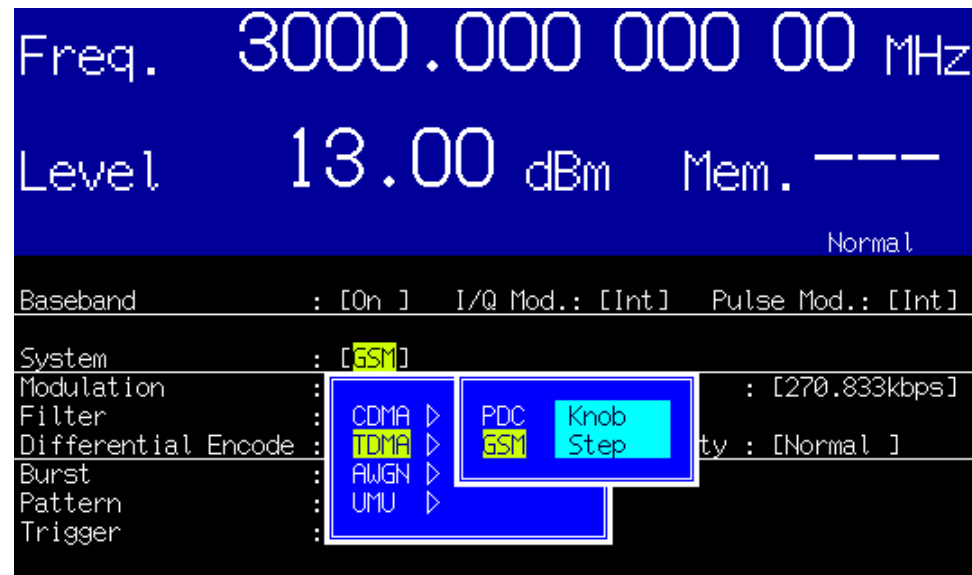 Freq. 3000.000 000 00 MHz
Level 13.00 dBm Mem. ---
Normal
Baseband : [On ] I/Q Mod.: [Int] Pulse Mod.: [Int]
System : [GSM]
Modulation : : [270.833kbps]
Filter : CDMA ▷ PDC Knob
Differential Encode : TDMA ▷ GSM Step ty : [Normal ]
Burst : AWGN ▷
Pattern : UMU ▷
Trigger :